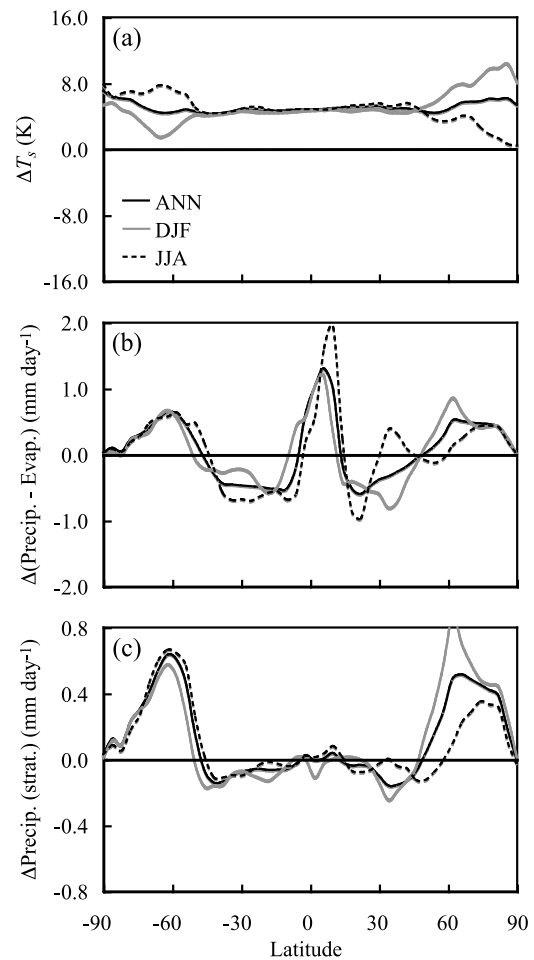 16.0
(a)
8.0
ΔTₛ (K)
0.0
ANN
DJF
-8.0
JJA
-16.0
2.0
(b)
1.0
Δ(Precip. - Evap.) (mm day⁻¹)
0.0
-1.0
-2.0
0.8
(c)
0.4
ΔPrecip. (strat.) (mm day⁻¹)
0.0
-0.4
-0.8
-90 -60 -30 0 30 60 90
Latitude